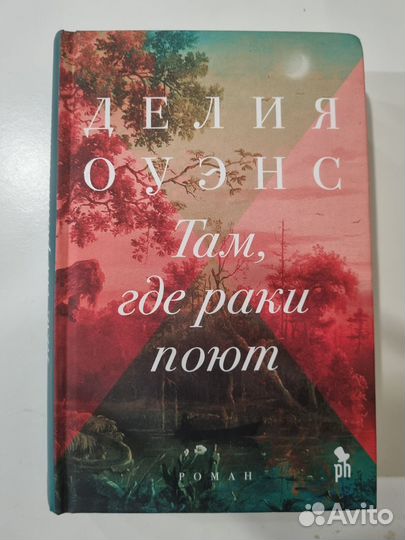 ДЕЛИЯ
ОУЭНС
Там,
где раки
поют
РОМАН
ph
Avito